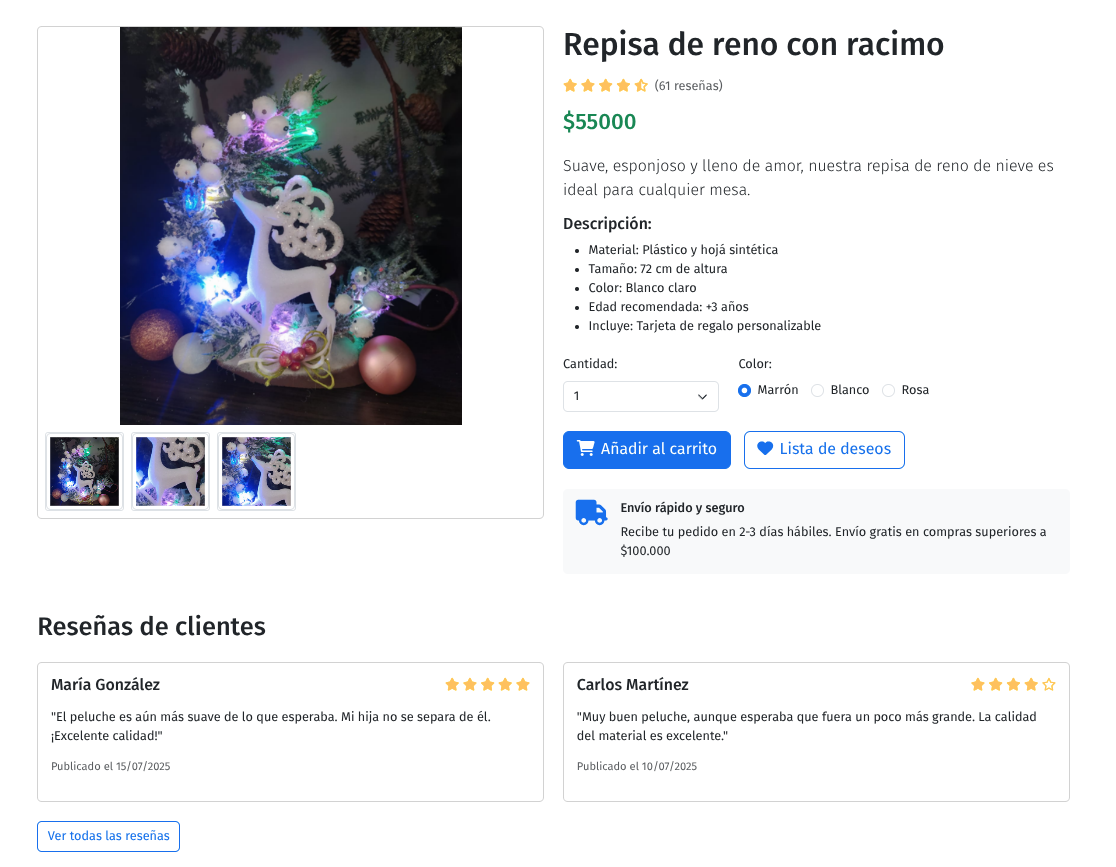 Repisa de reno con racimo
(61 reseñas)
$55000
Suave, esponjoso y lleno de amor, nuestra repisa de reno de nieve es
ideal para cualquier mesa.
Descripción:
Material: Plástico y hojá sintética
Tamaño: 72 cm de altura
Color: Blanco claro
Edad recomendada: +3 años
Incluye: Tarjeta de regalo personalizable
Cantidad:
1
Color:
Marrón Blanco Rosa
Añadir al carrito
Lista de deseos
Envío rápido y seguro
Recibe tu pedido en 2-3 días hábiles. Envío gratis en compras superiores a
$100.000
Reseñas de clientes
María González
"El peluche es aún más suave de lo que esperaba. Mi hija no se separa de él.
¡Excelente calidad!"
Publicado el 15/07/2025
Carlos Martínez
"Muy buen peluche, aunque esperaba que fuera un poco más grande. La calidad
del material es excelente."
Publicado el 10/07/2025
Ver todas las reseñas